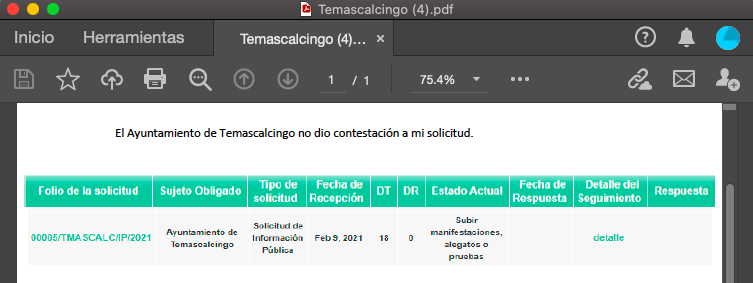 Temascalcingo (4).pdf
Inicio Herramientas Temascalcingo (4)... ×
1 / 1 75.4%
El Ayuntamiento de Temascalcingo no dio contestación a mi solicitud.
Folio de la solicitud Sujeto Obligado Tipo de solicitud Fecha de Recepción DT DR Estado Actual Fecha de Respuesta Detalle del Seguimiento Respuesta
00005/TMASCALC/IP/2021 Ayuntamiento de Temascalcingo Solicitud de Información Pública Feb 9, 2021 18 0 Subir manifestaciones, alegatos o pruebas detalle